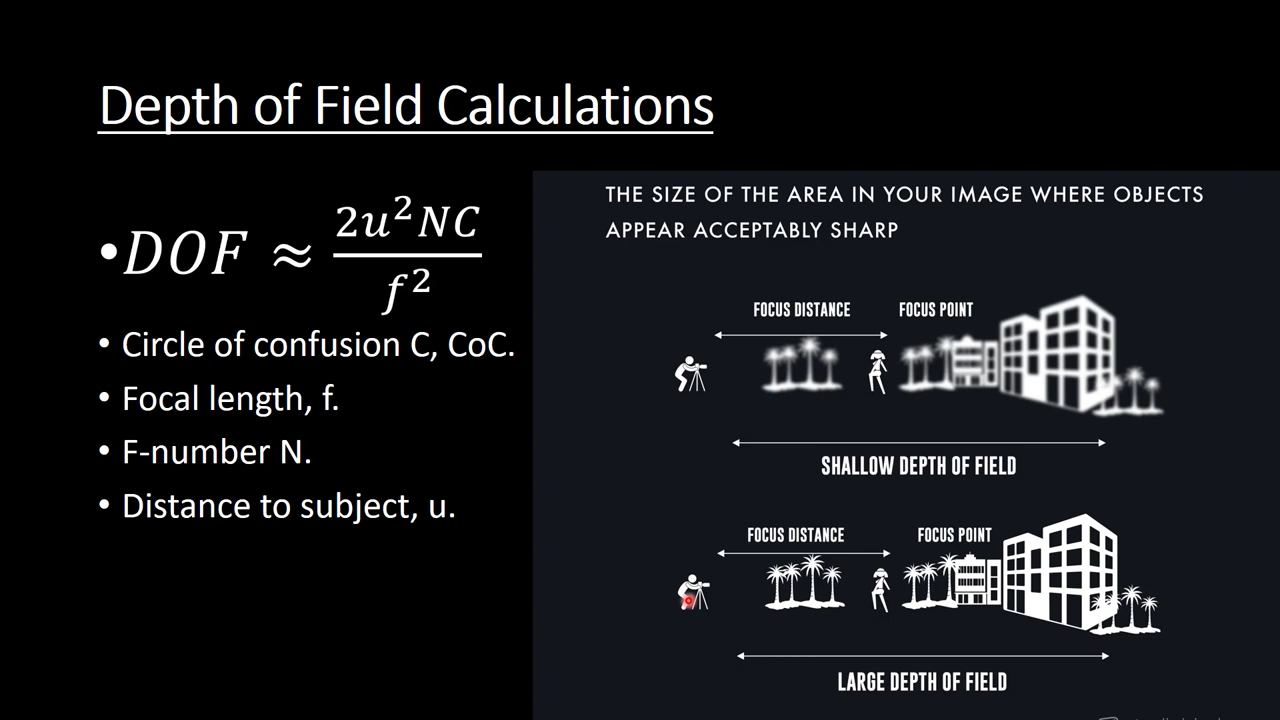 Depth of Field Calculations
•DOF ≈ 2u²NC / f²
• Circle of confusion C, CoC.
• Focal length, f.
• F-number N.
• Distance to subject, u.
THE SIZE OF THE AREA IN YOUR IMAGE WHERE OBJECTS
APPEAR ACCEPTABLY SHARP
FOCUS DISTANCE
FOCUS POINT
SHALLOW DEPTH OF FIELD
FOCUS DISTANCE
FOCUS POINT
LARGE DEPTH OF FIELD